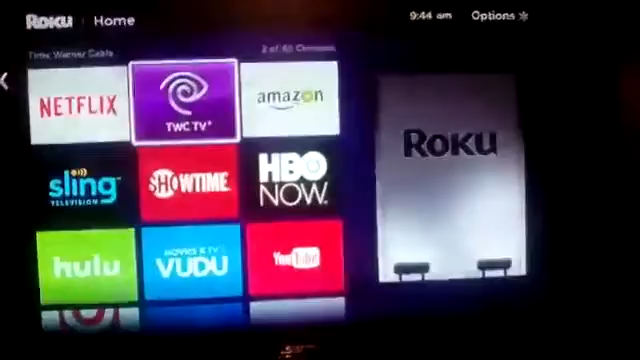 Roku Home 9:44 am Options ✻
Time Warner Cable 2 of 40 Channels
NETFLIX
TWC TV
amazon
Roku
sling
TELEVISION
SHOWTIME
HBO
NOW.
hulu
MOVIES & TV
VUDU
YouTube